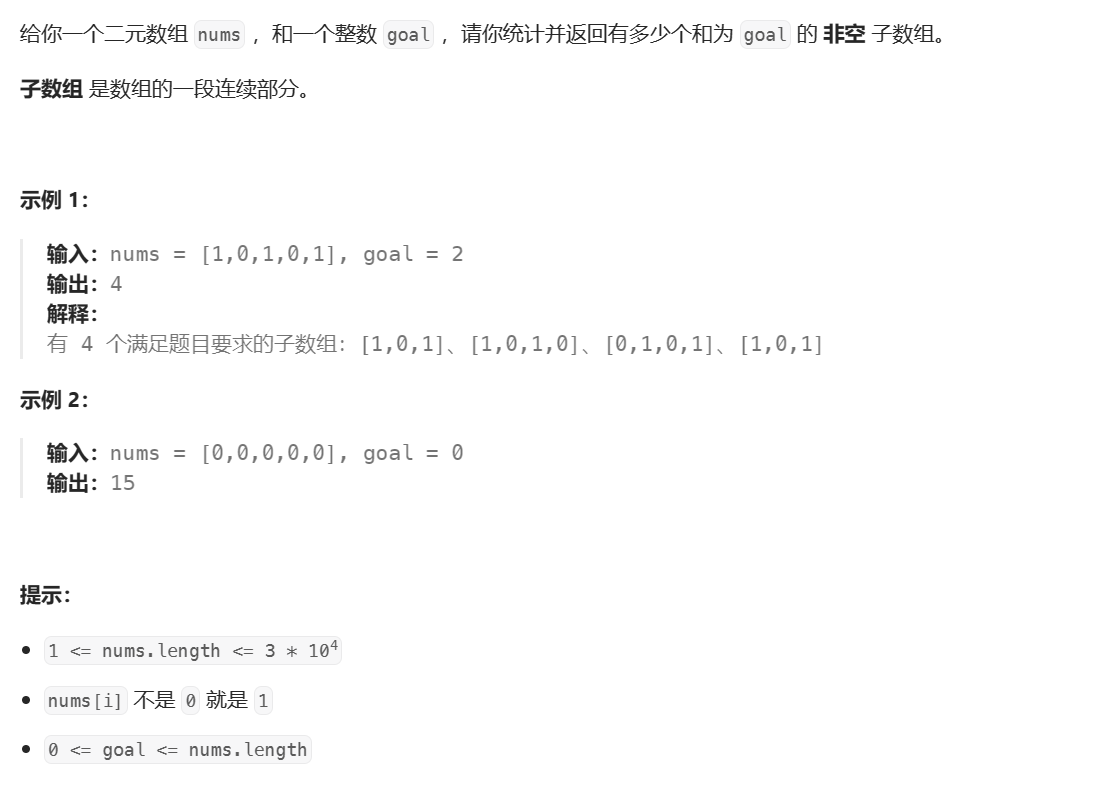 给你一个二元数组 nums ，和一个整数 goal ，请你统计并返回有多少个和为 goal 的 非空 子数组。
子数组 是数组的一段连续部分。
示例 1：
输入：nums = [1,0,1,0,1], goal = 2
输出：4
解释：
有 4 个满足题目要求的子数组：[1,0,1]、[1,0,1,0]、[0,1,0,1]、[1,0,1]
示例 2：
输入：nums = [0,0,0,0,0], goal = 0
输出：15
提示：
• 1 <= nums.length <= 3 * 10⁴
• nums[i] 不是 0 就是 1
• 0 <= goal <= nums.length